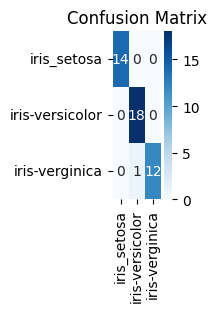 Confusion Matrix
iris_setosa 14 0 0
iris-versicolor 0 18 0
iris-verginica 0 1 12
iris_setosa iris-versicolor iris-verginica
15
10
5
0